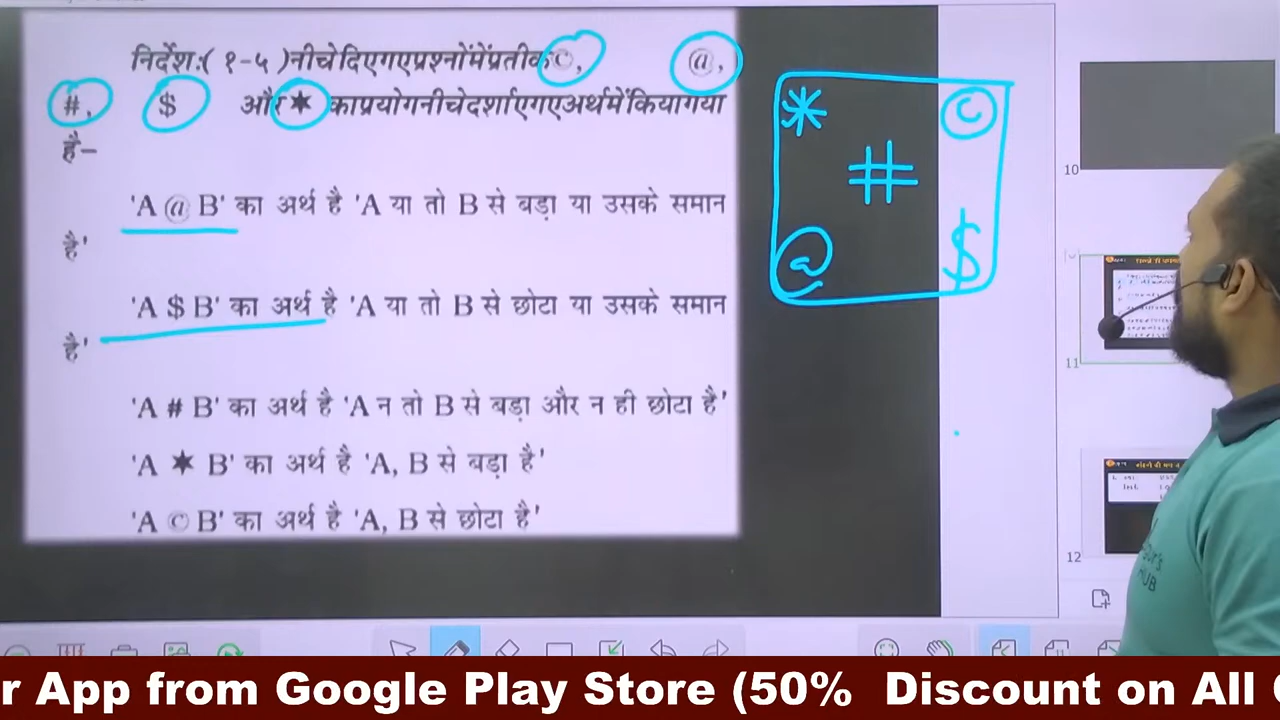 निर्देश:( १-५ )नीचेदिएगएप्रश्नोंमेंप्रतीक©, @,
#, $ और★ काप्रयोगनीचेदर्शाएगएअर्थमेंकियागया
है–
'A @ B' का अर्थ है 'A या तो B से बड़ा या उसके समान
है'
'A $ B' का अर्थ है 'A या तो B से छोटा या उसके समान
है'
'A # B' का अर्थ है 'A न तो B से बड़ा और न ही छोटा है'
'A ★ B' का अर्थ है 'A, B से बड़ा है'
'A © B' का अर्थ है 'A, B से छोटा है'
* ©
#
@ $
10
11
12
HUB
r App from Google Play Store (50% Discount on All